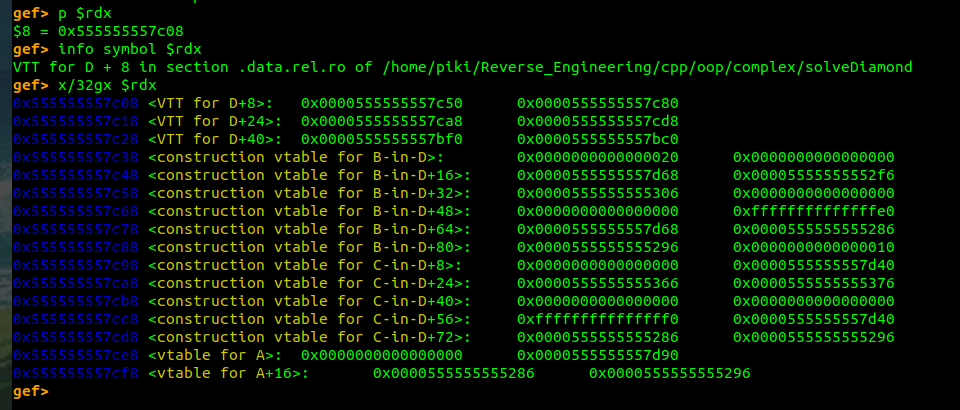 gef> p $rdx
$8 = 0x555555557c08
gef> info symbol $rdx
VTT for D + 8 in section .data.rel.ro of /home/piki/Reverse_Engineering/cpp/oop/complex/solveDiamond
gef> x/32gx $rdx
0x555555557c08 <VTT for D+8>: 0x0000555555557c50 0x0000555555557c80
0x555555557c18 <VTT for D+24>: 0x0000555555557ca8 0x0000555555557cd8
0x555555557c28 <VTT for D+40>: 0x0000555555557bf0 0x0000555555557bc0
0x555555557c38 <construction vtable for B-in-D>: 0x0000000000000020 0x0000000000000000
0x555555557c48 <construction vtable for B-in-D+16>: 0x0000555555557d68 0x00005555555552f6
0x555555557c58 <construction vtable for B-in-D+32>: 0x0000555555555306 0x0000000000000000
0x555555557c68 <construction vtable for B-in-D+48>: 0x0000000000000000 0xffffffffffffffe0
0x555555557c78 <construction vtable for B-in-D+64>: 0x0000555555557d68 0x0000555555555286
0x555555557c88 <construction vtable for B-in-D+80>: 0x0000555555555296 0x0000000000000010
0x555555557c98 <construction vtable for C-in-D+8>: 0x0000000000000000 0x0000555555557d40
0x555555557ca8 <construction vtable for C-in-D+24>: 0x0000555555555366 0x0000555555555376
0x555555557cb8 <construction vtable for C-in-D+40>: 0x0000000000000000 0x0000000000000000
0x555555557cc8 <construction vtable for C-in-D+56>: 0xfffffffffffffff0 0x0000555555557d40
0x555555557cd8 <construction vtable for C-in-D+72>: 0x0000555555555286 0x0000555555555296
0x555555557ce8 <vtable for A>: 0x0000000000000000 0x0000555555557d90
0x555555557cf8 <vtable for A+16>: 0x0000555555555286 0x0000555555555296
gef>